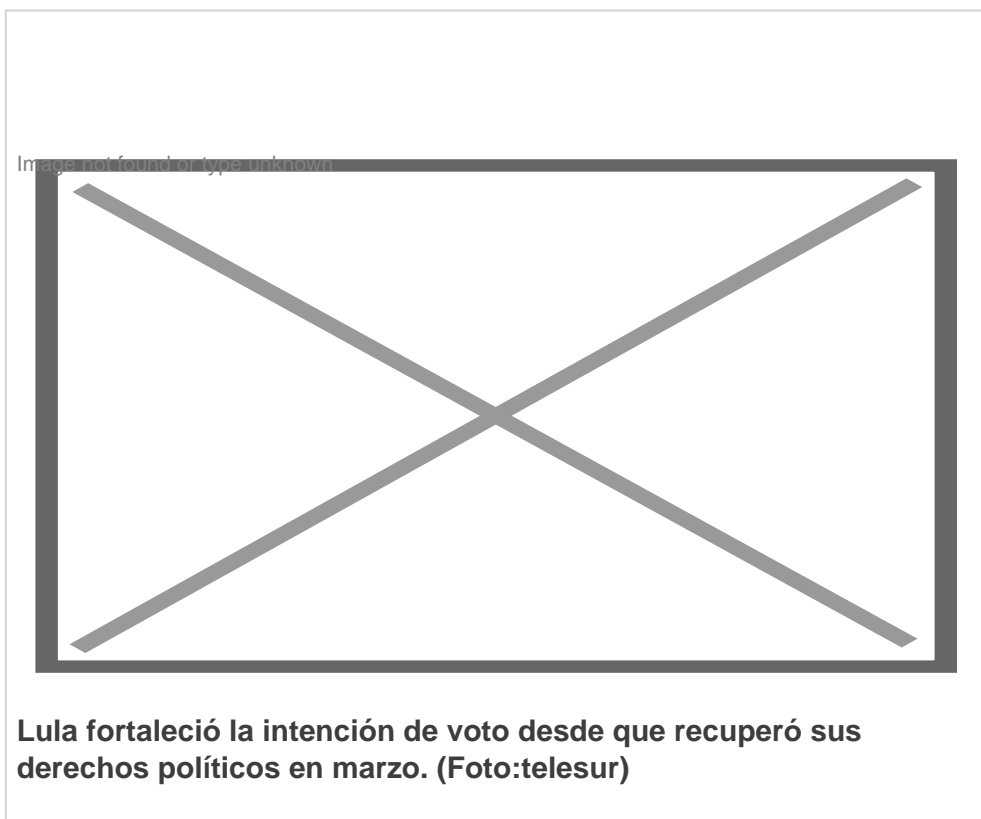 Image not found or type unknown
Lula fortaleció la intención de voto desde que recuperó sus
derechos políticos en marzo. (Foto:telesur)